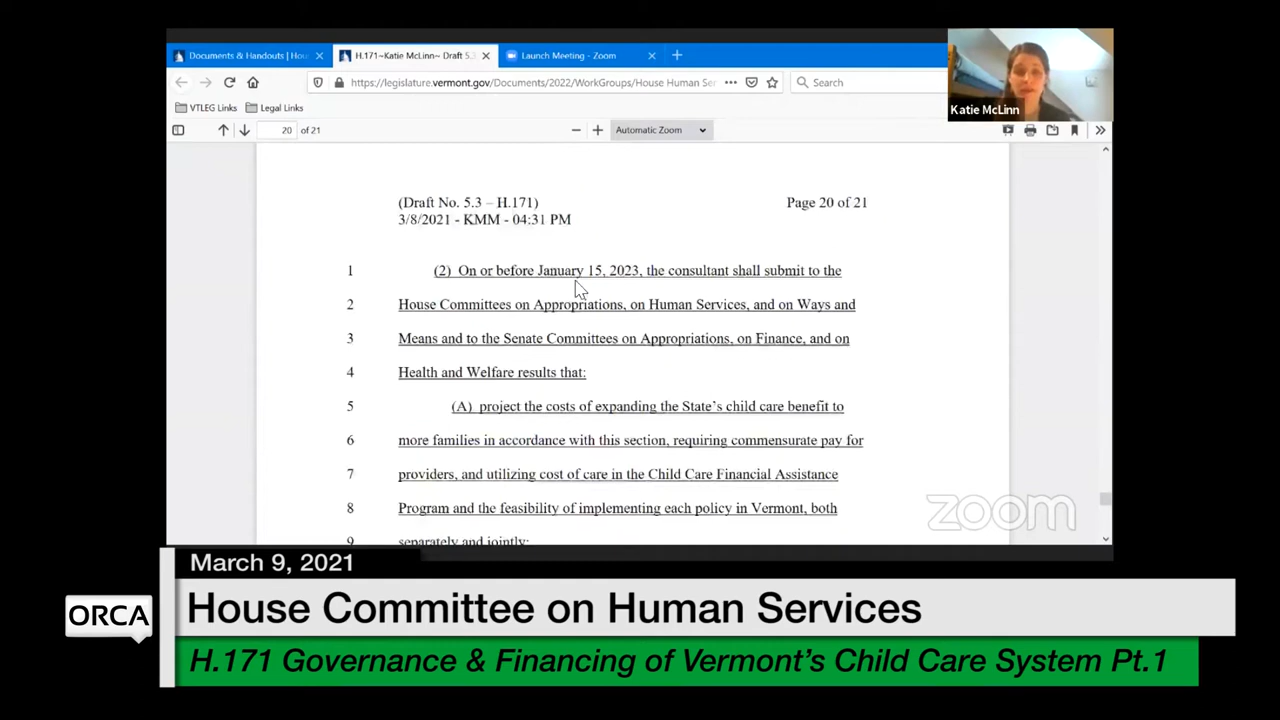 Documents & Handouts | Hou
H.171~Katie McLinn~ Draft 5.3
Launch Meeting - Zoom
https://legislature.vermont.gov/Documents/2022/WorkGroups/House Human Ser
Search
VTLEG Links
Legal Links
20 of 21
Automatic Zoom
Katie McLinn
(Draft No. 5.3 – H.171)
Page 20 of 21
3/8/2021 - KMM - 04:31 PM
1 (2) On or before January 15, 2023, the consultant shall submit to the
2 House Committees on Appropriations, on Human Services, and on Ways and
3 Means and to the Senate Committees on Appropriations, on Finance, and on
4 Health and Welfare results that:
5 (A) project the costs of expanding the State’s child care benefit to
6 more families in accordance with this section, requiring commensurate pay for
7 providers, and utilizing cost of care in the Child Care Financial Assistance
8 Program and the feasibility of implementing each policy in Vermont, both
9 separately and jointly;
zoom
March 9, 2021
ORCA
House Committee on Human Services
H.171 Governance & Financing of Vermont’s Child Care System Pt.1